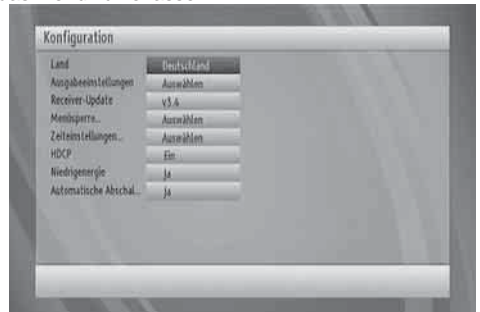 Konfiguration
Land Deutschland
Ausgabeeinstellungen Auswählen
Receiver-Update v3.4
Menüsperre.. Auswählen
Zeiteinstellungen.. Auswählen
HDCP Ein
Niedrigenergie Ja
Automatische Abschal... Ja